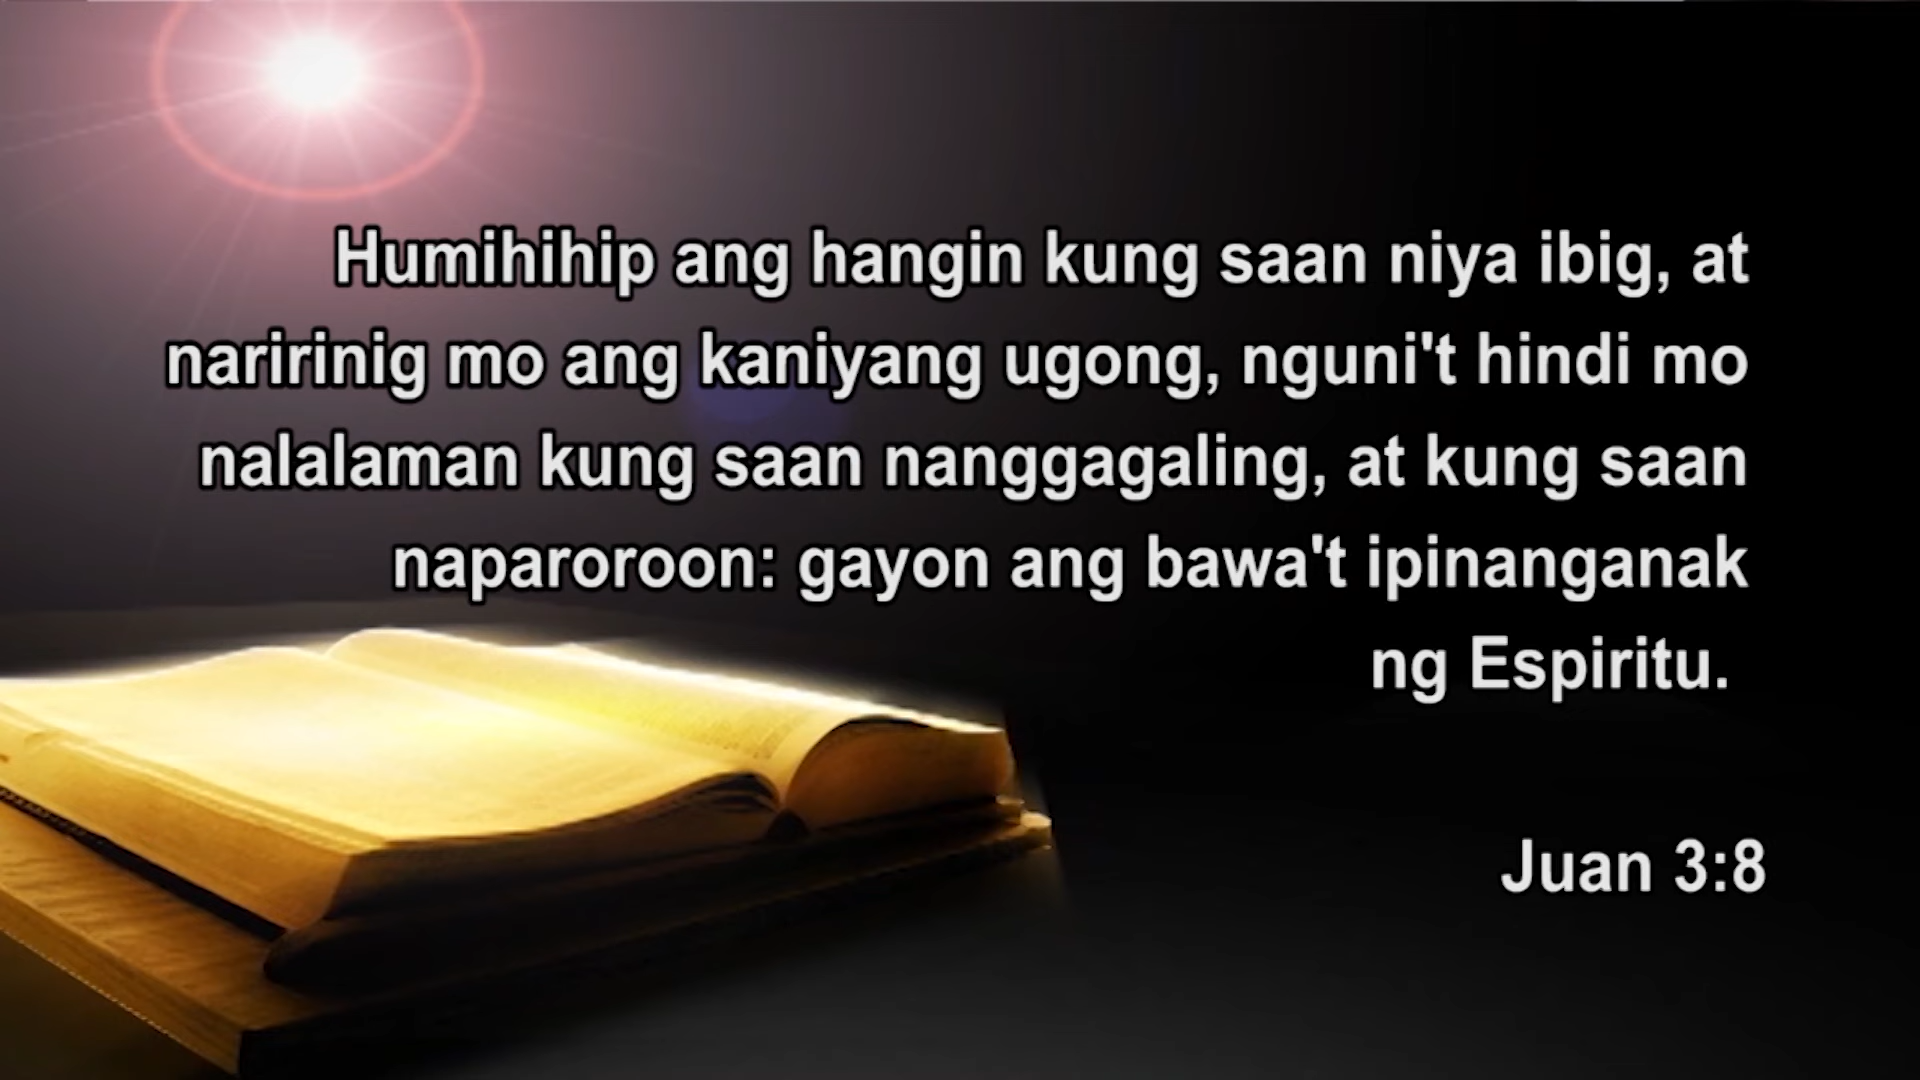 Humihihip ang hangin kung saan niya ibig, at
naririnig mo ang kaniyang ugong, nguni't hindi mo
nalalaman kung saan nanggagaling, at kung saan
naparoroon: gayon ang bawa't ipinanganak
ng Espiritu.
Juan 3:8